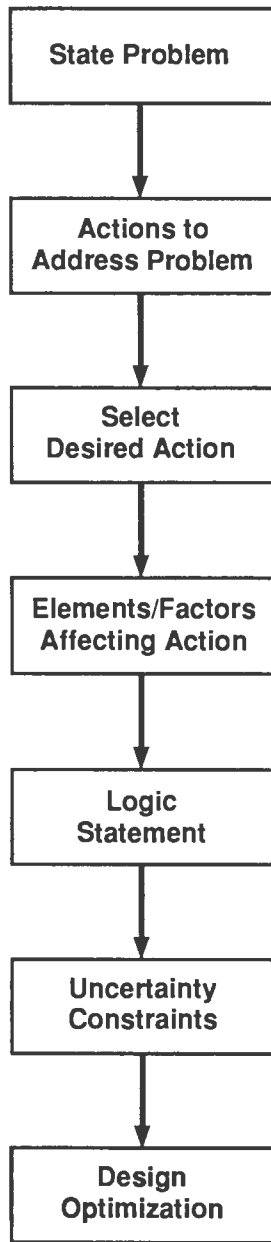 State Problem
Actions to
Address Problem
Select
Desired Action
Elements/Factors
Affecting Action
Logic
Statement
Uncertainty
Constraints
Design
Optimization